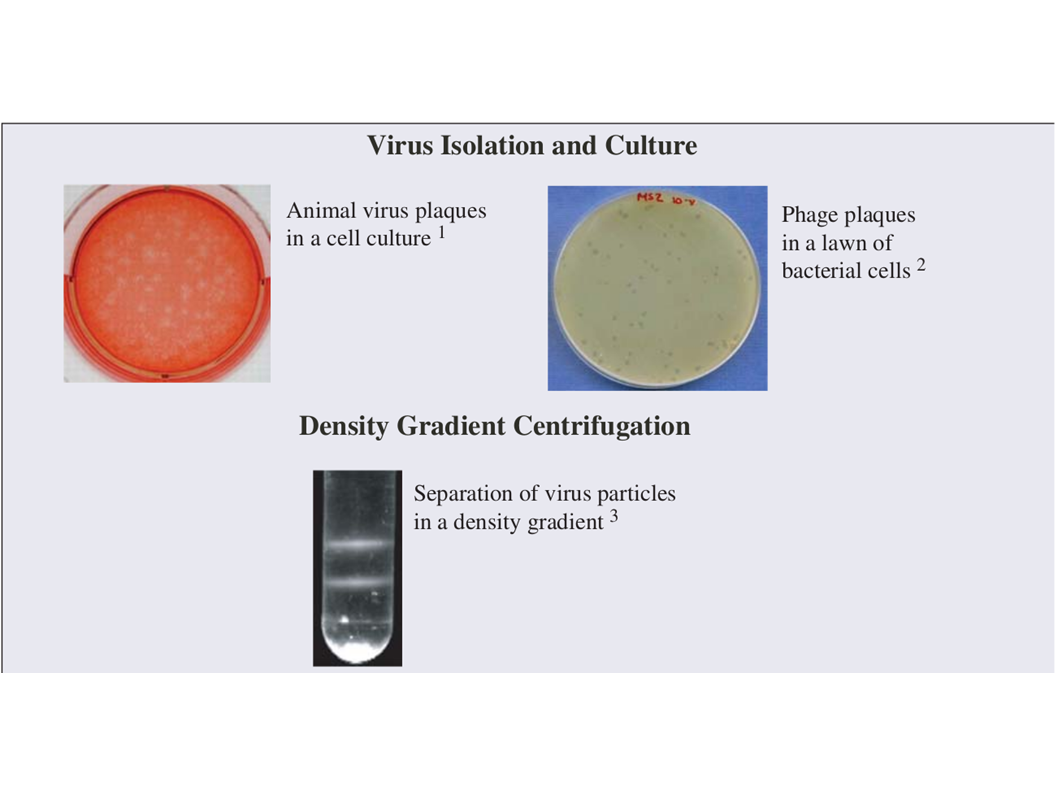 Virus Isolation and Culture
Animal virus plaques
in a cell culture 1
MS2 10-4
Phage plaques
in a lawn of
bacterial cells 2
Density Gradient Centrifugation
Separation of virus particles
in a density gradient 3